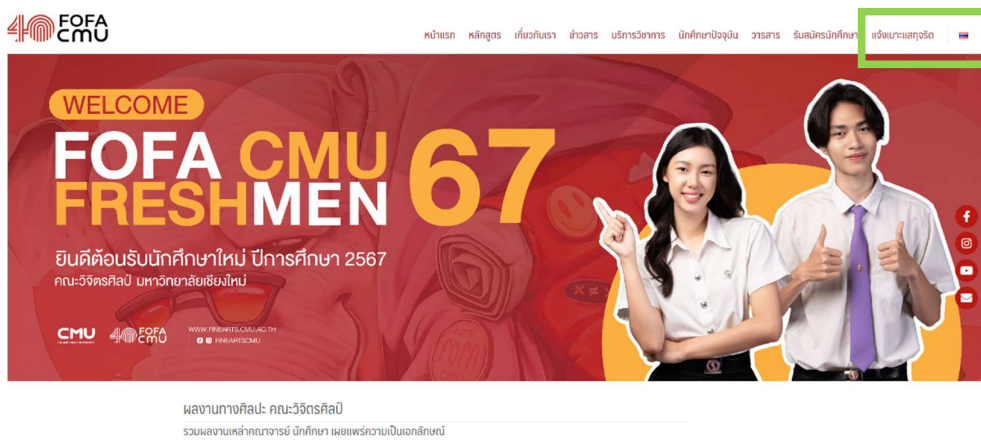 40 FOFA
CMU
หน้าแรก หลักสูตร เกี่ยวกับเรา ข่าวสาร บริการวิชาการ นักศึกษาปัจจุบัน วารสาร รับสมัครนักศึกษา แจ้งเบาะแสทุจริต
WELCOME
FOFA CMU
FRESHMEN
67
ยินดีต้อนรับนักศึกษาใหม่ ปีการศึกษา 2567
คณะวิจิตรศิลป์ มหาวิทยาลัยเชียงใหม่
CMU
40 FOFA
CMU
WWW.FINEARTS.CMU.AC.TH
FINEARTSCMU
ผลงานทางศิลปะ คณะวิจิตรศิลป์
รวมผลงานเหล่าคณาจารย์ นักศึกษา เผยแพร่ความเป็นเอกลักษณ์